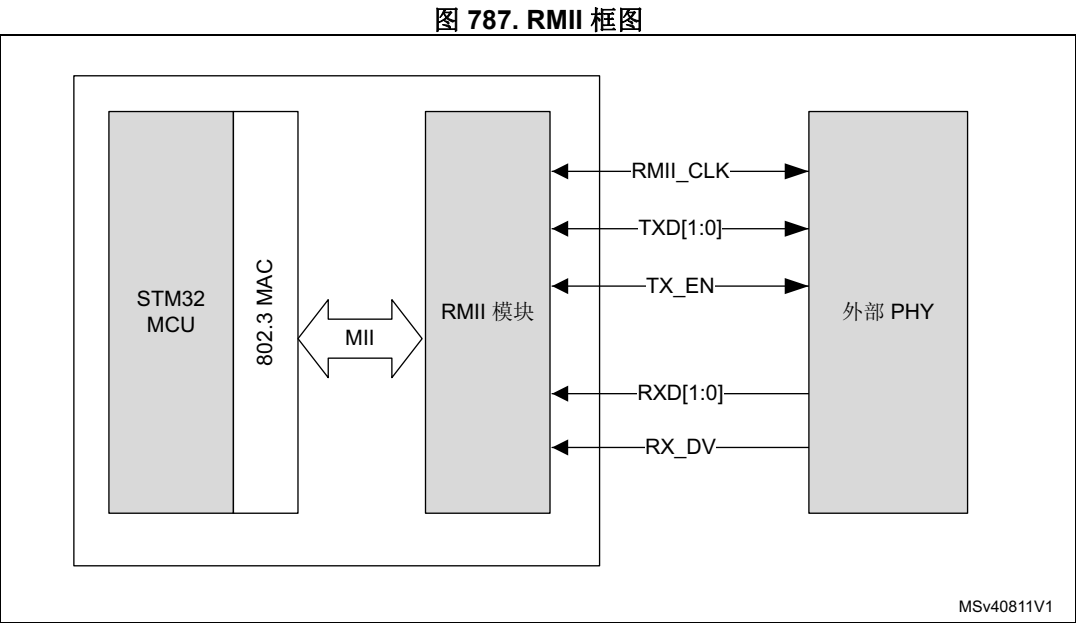 图 787. RMII 框图
STM32
MCU
802.3 MAC
MII
RMII 模块
RMII_CLK
TXD[1:0]
TX_EN
RXD[1:0]
RX_DV
外部 PHY
MSv40811V1